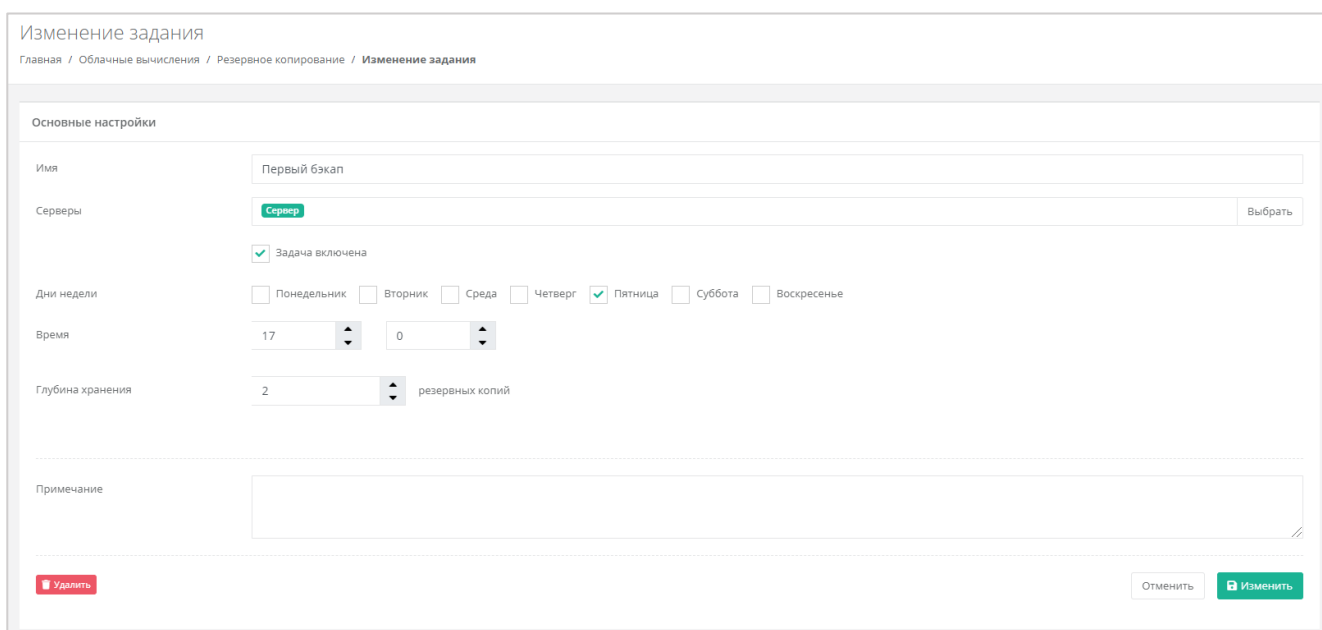 Изменение задания
Главная / Облачные вычисления / Резервное копирование / Изменение задания
Основные настройки
Имя Первый бэкап
Серверы Сервер Выбрать
Задача включена
Дни недели Понедельник Вторник Среда Четверг Пятница Суббота Воскресенье
Время 17 0
Глубина хранения 2 резервных копий
Примечание
Удалить Отменить Изменить